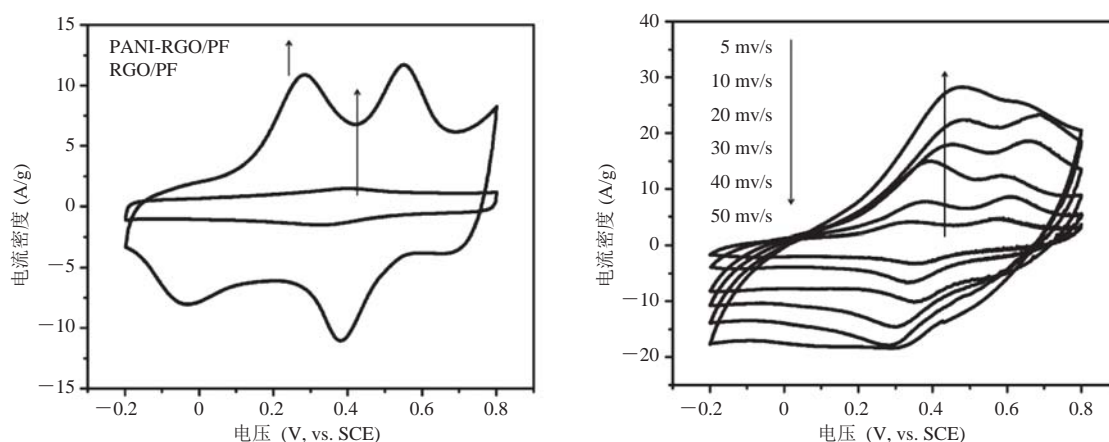 PANI-RGO/PF
RGO/PF
15
10
5
0
−5
−10
−15
−0.2 0 0.2 0.4 0.6 0.8
电流密度 (A/g)
电压 (V, vs. SCE)
5 mv/s
10 mv/s
20 mv/s
30 mv/s
40 mv/s
50 mv/s
40
30
20
10
0
−10
−20
−0.2 0 0.2 0.4 0.6 0.8
电流密度 (A/g)
电压 (V, vs. SCE)